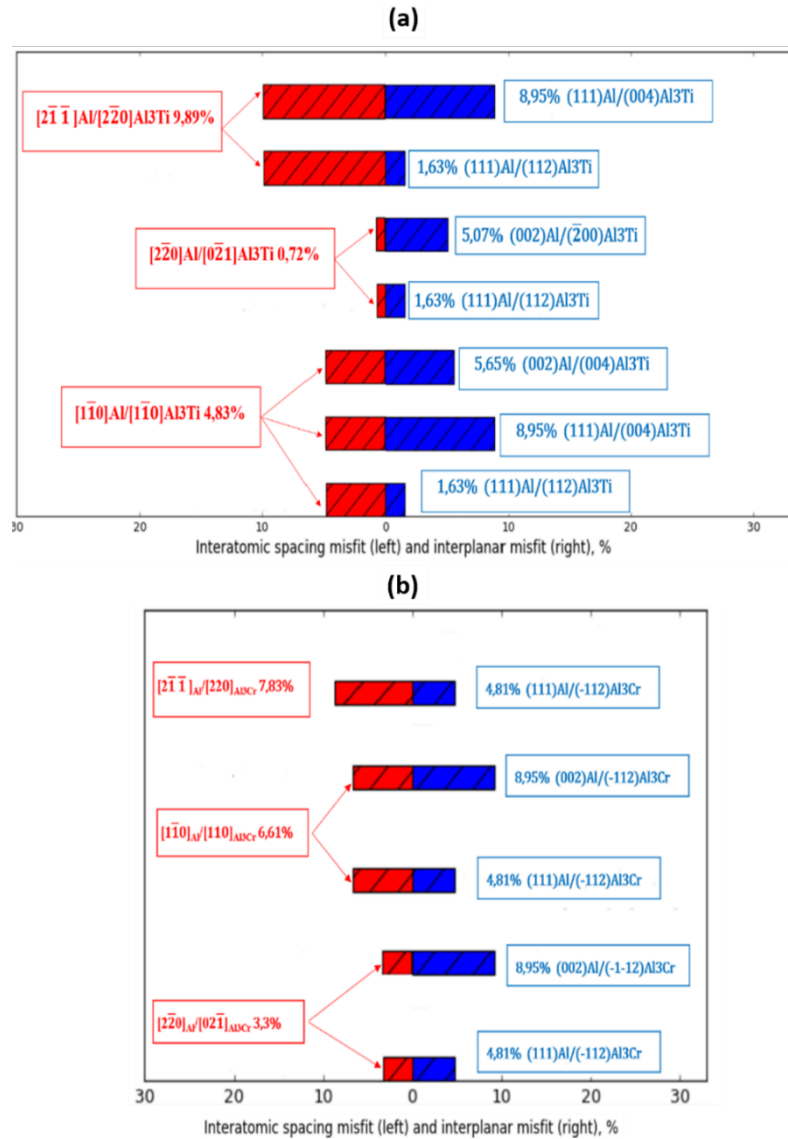 (a)
[21̅ 1̅ ]Al/[22̅0]Al3Ti 9,89%
8,95% (111)Al/(004)Al3Ti
1,63% (111)Al/(112)Al3Ti
[22̅0]Al/[02̅1]Al3Ti 0,72%
5,07% (002)Al/(2̅00)Al3Ti
1,63% (111)Al/(112)Al3Ti
[11̅0]Al/[11̅0]Al3Ti 4,83%
5,65% (002)Al/(004)Al3Ti
8,95% (111)Al/(004)Al3Ti
1,63% (111)Al/(112)Al3Ti
30 20 10 0 10 20 30
Interatomic spacing misfit (left) and interplanar misfit (right), %
(b)
[21̅ 1̅ ]Al/[220]Al3Cr 7,83%
4,81% (111)Al/(-112)Al3Cr
[11̅0]Al/[110]Al3Cr 6,61%
8,95% (002)Al/(-112)Al3Cr
4,81% (111)Al/(-112)Al3Cr
[22̅0]Al/[021̅]Al3Cr 3,3%
8,95% (002)Al/(-1-12)Al3Cr
4,81% (111)Al/(-112)Al3Cr
30 20 10 0 10 20 30
Interatomic spacing misfit (left) and interplanar misfit (right), %